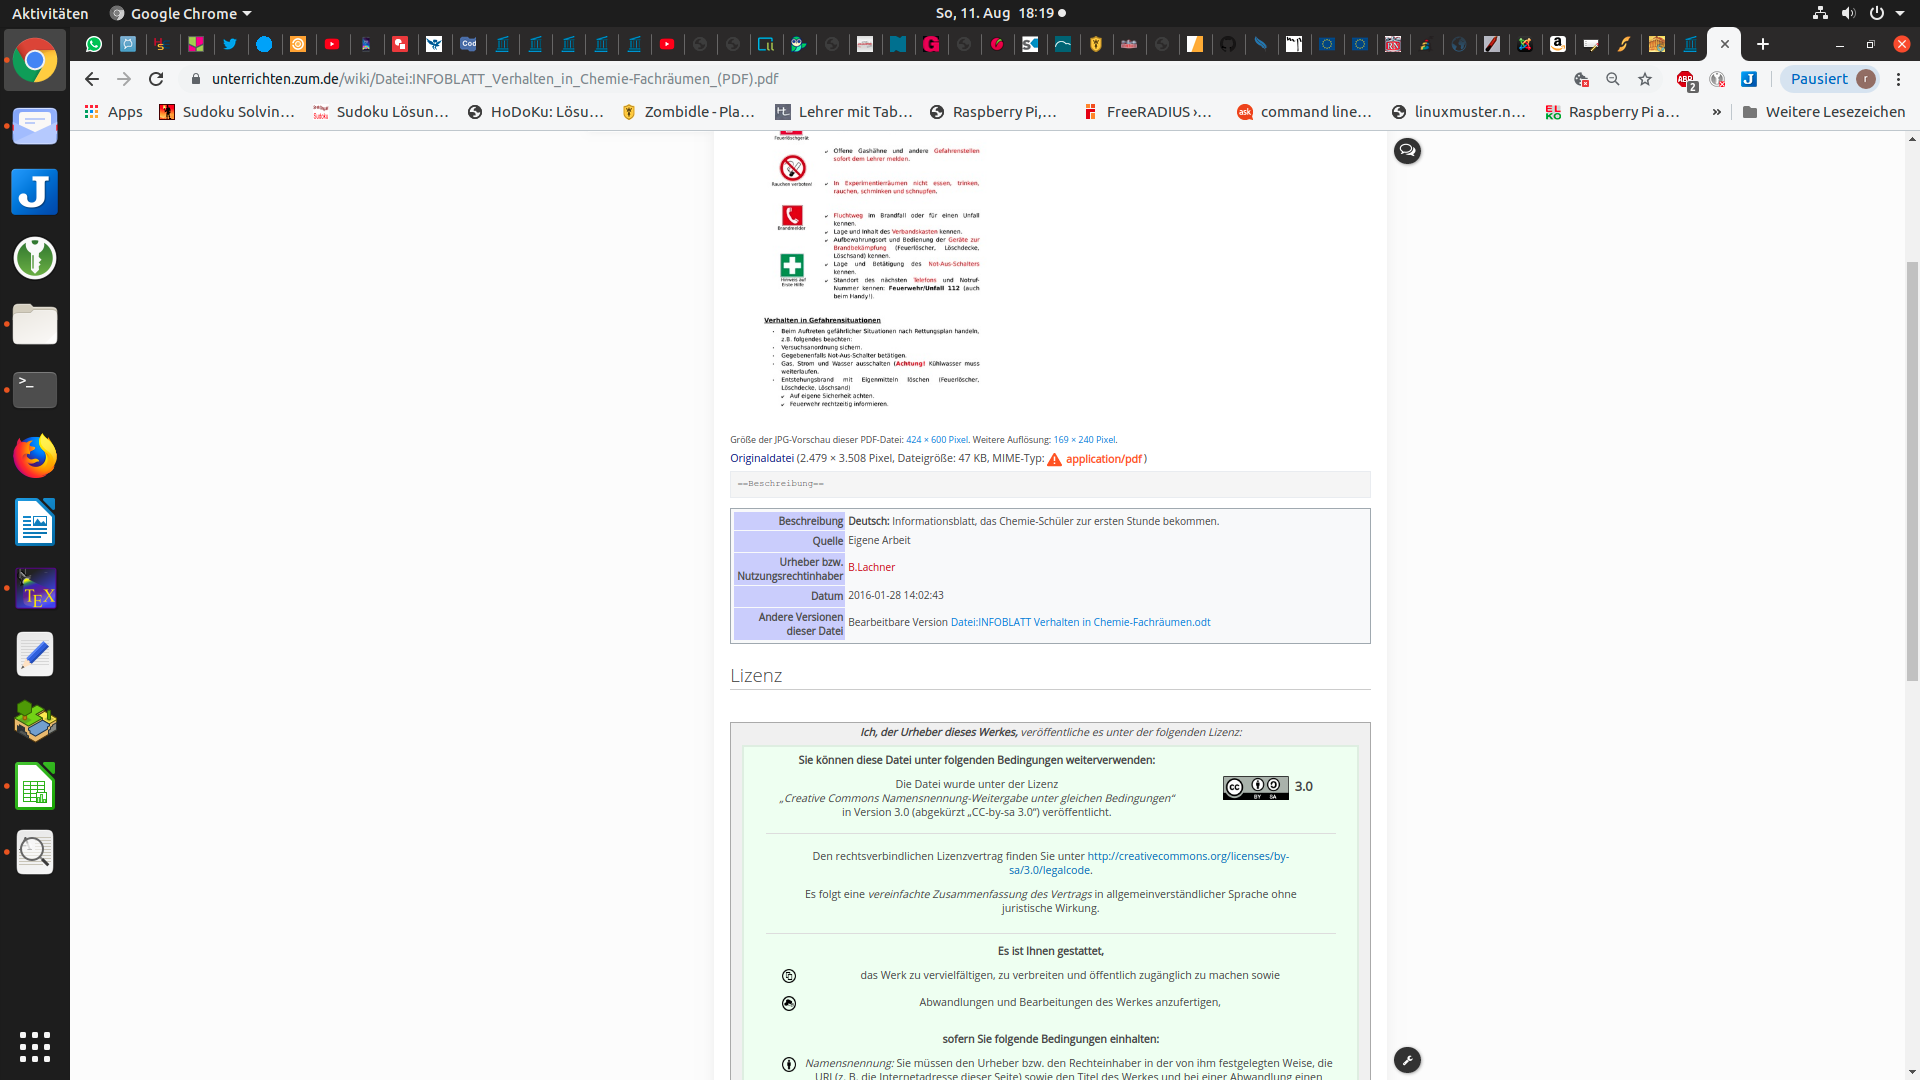 Aktivitäten
Google Chrome
So, 11. Aug 18:19
unterrichten.zum.de/wiki/Datei:INFOBLATT_Verhalten_in_Chemie-Fachräumen_(PDF).pdf
2
Pausiert
r
Apps
Sudoku Solvin…
Sudoku Lösun…
HoDoKu: Lösu…
Zombidle - Pla…
Lehrer mit Tab…
Raspberry Pi,…
FreeRADIUS ›…
command line…
linuxmuster.n…
Raspberry Pi a…
»
Weitere Lesezeichen
Feuerlöschgerät
✓ Offene Gashähne und andere Gefahrenstellen
sofort dem Lehrer melden.
Rauchen verboten!
✓ In Experimentierräumen nicht essen, trinken,
rauchen, schminken und schnupfen.
Brandmelder
✓ Fluchtweg im Brandfall oder für einen Unfall
kennen.
✓ Lage und Inhalt des Verbandskasten kennen.
✓ Aufbewahrungsort und Bedienung der Geräte zur
Brandbekämpfung (Feuerlöscher, Löschdecke,
Löschsand) kennen.
✓ Lage und Betätigung des Not-Aus-Schalters
kennen.
Hinweis auf
Erste Hilfe
✓ Standort des nächsten Telefons und Notruf-
Nummer kennen: Feuerwehr/Unfall 112 (auch
beim Handy!).
Verhalten in Gefahrensituationen
Beim Auftreten gefährlicher Situationen nach Rettungsplan handeln,
z.B. folgendes beachten:
Versuchsanordnung sichern.
Gegebenenfalls Not-Aus-Schalter betätigen.
Gas, Strom und Wasser ausschalten (Achtung! Kühlwasser muss
weiterlaufen.
Entstehungsbrand mit Eigenmitteln löschen (Feuerlöscher,
Löschdecke, Löschsand)
✓ Auf eigene Sicherheit achten.
✓ Feuerwehr rechtzeitig informieren.
Größe der JPG-Vorschau dieser PDF-Datei: 424 × 600 Pixel. Weitere Auflösung: 169 × 240 Pixel.
Originaldatei (2.479 × 3.508 Pixel, Dateigröße: 47 KB, MIME-Typ: application/pdf )
==Beschreibung==
Beschreibung Deutsch: Informationsblatt, das Chemie-Schüler zur ersten Stunde bekommen.
Quelle Eigene Arbeit
Urheber bzw.
Nutzungsrechtinhaber B.Lachner
Datum 2016-01-28 14:02:43
Andere Versionen
dieser Datei Bearbeitbare Version Datei:INFOBLATT Verhalten in Chemie-Fachräumen.odt
Lizenz
Ich, der Urheber dieses Werkes, veröffentliche es unter der folgenden Lizenz:
Sie können diese Datei unter folgenden Bedingungen weiterverwenden:
Die Datei wurde unter der Lizenz
„Creative Commons Namensnennung-Weitergabe unter gleichen Bedingungen“
in Version 3.0 (abgekürzt „CC-by-sa 3.0“) veröffentlicht.
cc BY SA 3.0
Den rechtsverbindlichen Lizenzvertrag finden Sie unter http://creativecommons.org/licenses/by-
sa/3.0/legalcode.
Es folgt eine vereinfachte Zusammenfassung des Vertrags in allgemeinverständlicher Sprache ohne
juristische Wirkung.
Es ist Ihnen gestattet,
das Werk zu vervielfältigen, zu verbreiten und öffentlich zugänglich zu machen sowie
Abwandlungen und Bearbeitungen des Werkes anzufertigen,
sofern Sie folgende Bedingungen einhalten:
Namensnennung: Sie müssen den Urheber bzw. den Rechteinhaber in der von ihm festgelegten Weise, die
URI (z. B. die Internetadresse dieser Seite) sowie den Titel des Werkes und bei einer Abwandlung einen